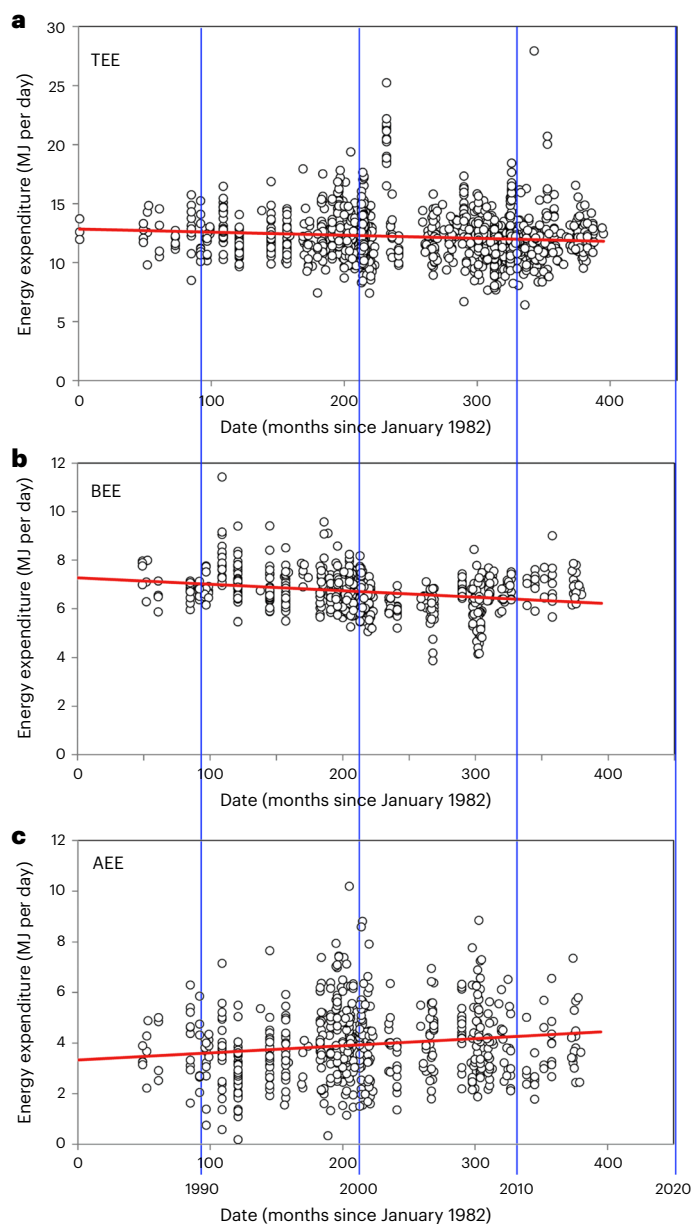 a
TEE
Energy expenditure (MJ per day)
30
25
20
15
10
5
0
0 100 200 300 400
Date (months since January 1982)
b
BEE
Energy expenditure (MJ per day)
12
10
8
6
4
2
0
0 100 200 300 400
Date (months since January 1982)
c
AEE
Energy expenditure (MJ per day)
12
10
8
6
4
2
0
0 100 200 300 400
1990 2000 2010 2020
Date (months since January 1982)